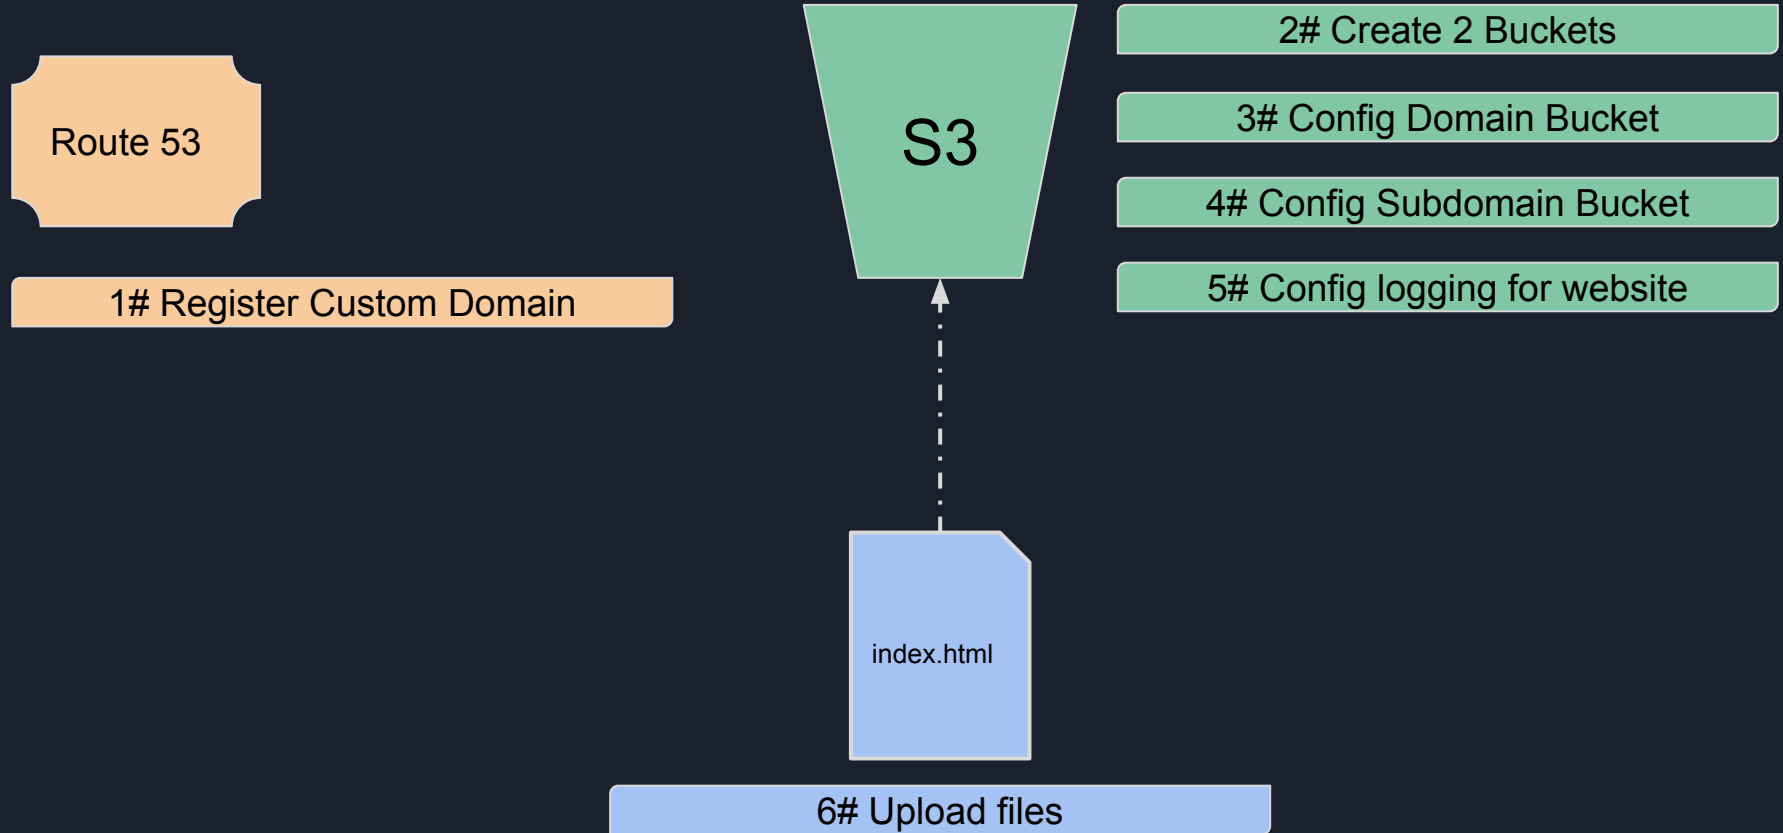 Route 53
1# Register Custom Domain
S3
2# Create 2 Buckets
3# Config Domain Bucket
4# Config Subdomain Bucket
5# Config logging for website
index.html
6# Upload files